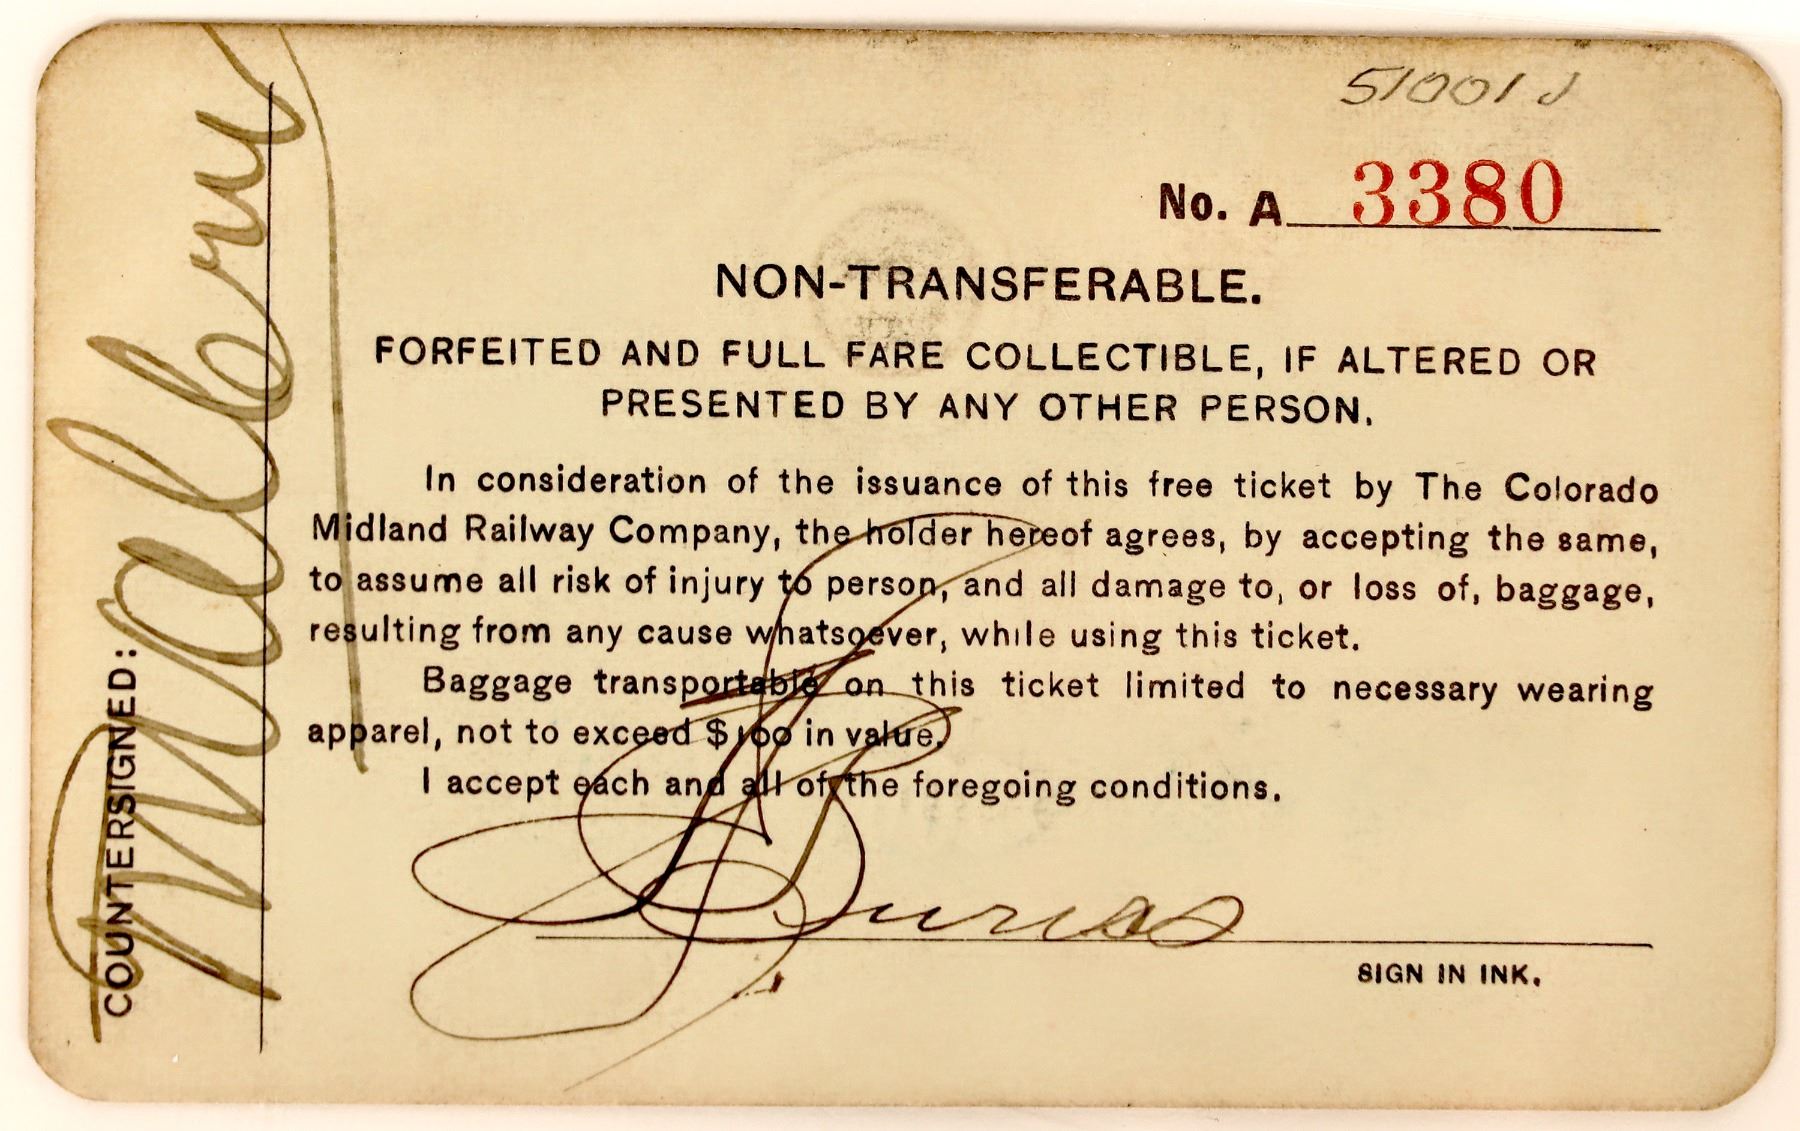 51001 J
No. A 3380
NON-TRANSFERABLE.
FORFEITED AND FULL FARE COLLECTIBLE, IF ALTERED OR
PRESENTED BY ANY OTHER PERSON.
In consideration of the issuance of this free ticket by The Colorado
Midland Railway Company, the holder hereof agrees, by accepting the same,
to assume all risk of injury to person, and all damage to, or loss of, baggage,
resulting from any cause whatsoever, while using this ticket.
Baggage transportable on this ticket limited to necessary wearing
apparel, not to exceed $100 in value.
I accept each and all of the foregoing conditions.
SIGN IN INK.
COUNTERSIGNED: